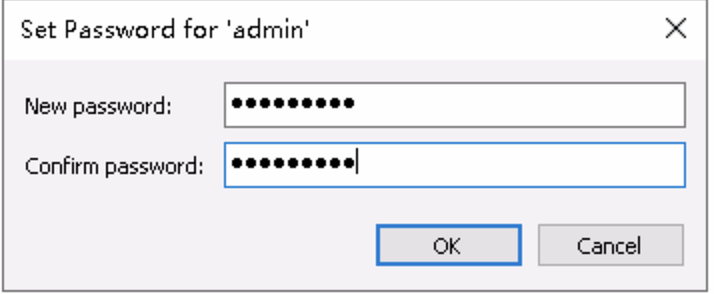 Set Password for 'admin'
New password: ●●●●●●●●●
Confirm password: ●●●●●●●●●
OK Cancel